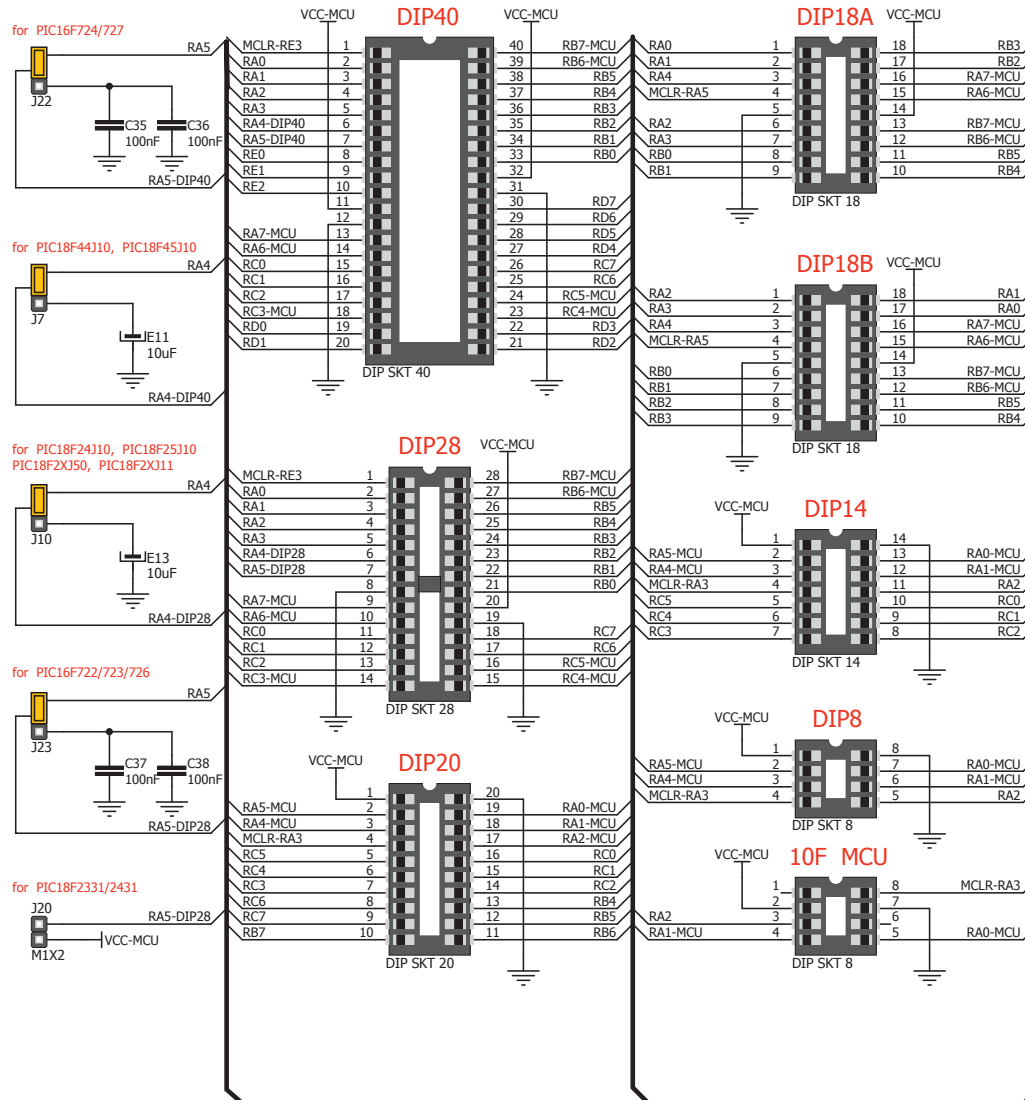 for PIC16F724/727
RA5
J22
C35
100nF
C36
100nF
RA5-DIP40
for PIC18F44J10, PIC18F45J10
RA4
J7
E11
10uF
RA4-DIP40
for PIC18F24J10, PIC18F25J10
PIC18F2XJ50, PIC18F2XJ11
RA4
J10
E13
10uF
RA4-DIP28
for PIC16F722/723/726
RA5
J23
C37
100nF
C38
100nF
RA5-DIP28
for PIC18F2331/2431
J20
RA5-DIP28
VCC-MCU
M1X2
VCC-MCU
DIP40
VCC-MCU
MCLR-RE3 1 40 RB7-MCU
RA0 2 39 RB6-MCU
RA1 3 38 RB5
RA2 4 37 RB4
RA3 5 36 RB3
RA4-DIP40 6 35 RB2
RA5-DIP40 7 34 RB1
RE0 8 33 RB0
RE1 9 32
RE2 10 31
11 30 RD7
12 29 RD6
RA7-MCU 13 28 RD5
RA6-MCU 14 27 RD4
RC0 15 26 RC7
RC1 16 25 RC6
RC2 17 24 RC5-MCU
RC3-MCU 18 23 RC4-MCU
RD0 19 22 RD3
RD1 20 21 RD2
DIP SKT 40
DIP28
VCC-MCU
MCLR-RE3 1 28 RB7-MCU
RA0 2 27 RB6-MCU
RA1 3 26 RB5
RA2 4 25 RB4
RA3 5 24 RB3
RA4-DIP28 6 23 RB2
RA5-DIP28 7 22 RB1
8 21 RB0
RA7-MCU 9 20
RA6-MCU 10 19
RC0 11 18 RC7
RC1 12 17 RC6
RC2 13 16 RC5-MCU
RC3-MCU 14 15 RC4-MCU
DIP SKT 28
VCC-MCU
DIP20
1 20
RA5-MCU 2 19 RA0-MCU
RA4-MCU 3 18 RA1-MCU
MCLR-RA3 4 17 RA2-MCU
RC5 5 16 RC0
RC4 6 15 RC1
RC3 7 14 RC2
RC6 8 13 RB4
RC7 9 12 RB5
RB7 10 11 RB6
DIP SKT 20
DIP18A
VCC-MCU
RA0 1 18 RB3
RA1 2 17 RB2
RA4 3 16 RA7-MCU
MCLR-RA5 4 15 RA6-MCU
5 14
RA2 6 13 RB7-MCU
RA3 7 12 RB6-MCU
RB0 8 11 RB5
RB1 9 10 RB4
DIP SKT 18
DIP18B
VCC-MCU
RA2 1 18 RA1
RA3 2 17 RA0
RA4 3 16 RA7-MCU
MCLR-RA5 4 15 RA6-MCU
5 14
RB0 6 13 RB7-MCU
RB1 7 12 RB6-MCU
RB2 8 11 RB5
RB3 9 10 RB4
DIP SKT 18
VCC-MCU
DIP14
1 14
RA5-MCU 2 13 RA0-MCU
RA4-MCU 3 12 RA1-MCU
MCLR-RA3 4 11 RA2
RC5 5 10 RC0
RC4 6 9 RC1
RC3 7 8 RC2
DIP SKT 14
VCC-MCU
DIP8
1 8
RA5-MCU 2 7 RA0-MCU
RA4-MCU 3 6 RA1-MCU
MCLR-RA3 4 5 RA2
DIP SKT 8
VCC-MCU
10F MCU
1 8 MCLR-RA3
2 7
RA2 3 6
RA1-MCU 4 5 RA0-MCU
DIP SKT 8